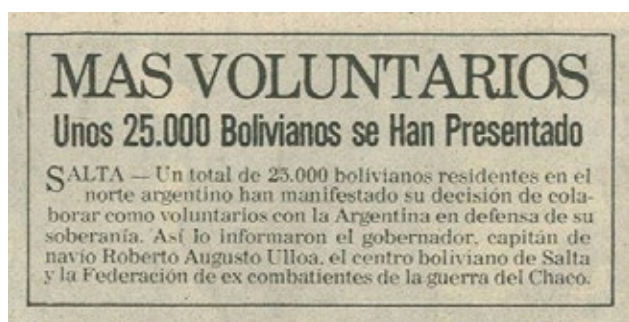 MAS VOLUNTARIOS
Unos 25.000 Bolivianos se Han Presentado
SALTA — Un total de 25.000 bolivianos residentes en el
norte argentino han manifestado su decisión de cola-
borar como voluntarios con la Argentina en defensa de su
soberanía. Así lo informaron el gobernador, capitán de
navío Roberto Augusto Ulloa, el centro boliviano de Salta
y la Federación de ex combatientes de la guerra del Chaco.